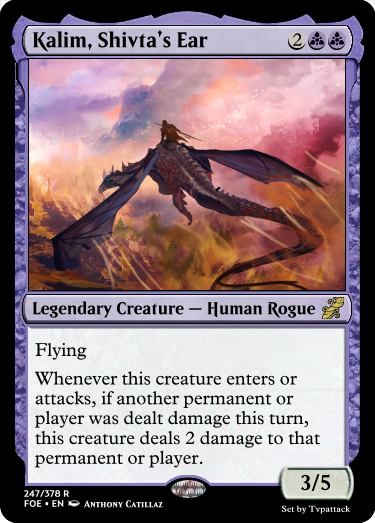 Kalim, Shivta's Ear 2
Legendary Creature — Human Rogue
Flying
Whenever this creature enters or
attacks, if another permanent or
player was dealt damage this turn,
this creature deals 2 damage to that
permanent or player.
3/5
247/378 R
FOE • EN Anthony Catillaz
Set by Tvpattack